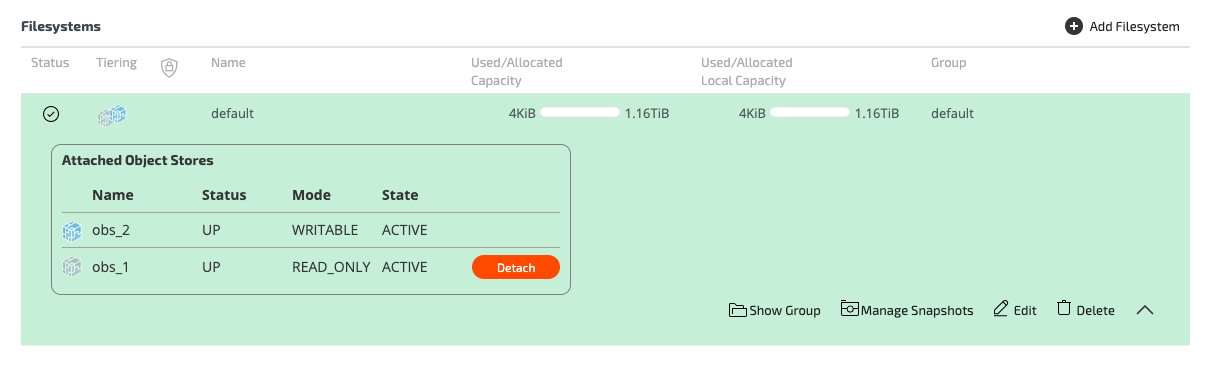 Filesystems
Add Filesystem
Status Tiering Name Used/Allocated Capacity Used/Allocated Local Capacity Group
default 4KiB 1.16TiB 4KiB 1.16TiB default
Attached Object Stores
Name Status Mode State
obs_2 UP WRITABLE ACTIVE
obs_1 UP READ_ONLY ACTIVE Detach
Show Group Manage Snapshots Edit Delete